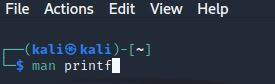 File Actions Edit View Help
┌──(kali㉿kali)-[~]
└─$ man printf